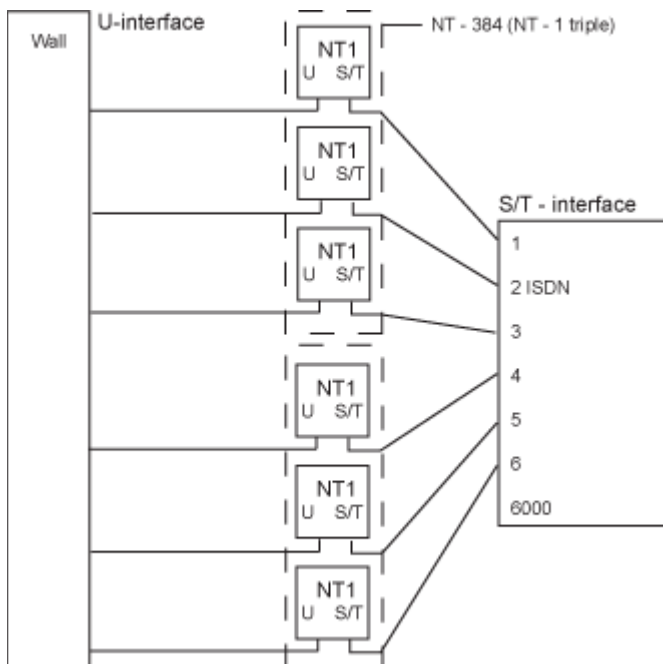 Wall
U-interface
NT - 384 (NT - 1 triple)
NT1
U S/T
NT1
U S/T
NT1
U S/T
NT1
U S/T
NT1
U S/T
NT1
U S/T
S/T - interface
1
2 ISDN
3
4
5
6
6000